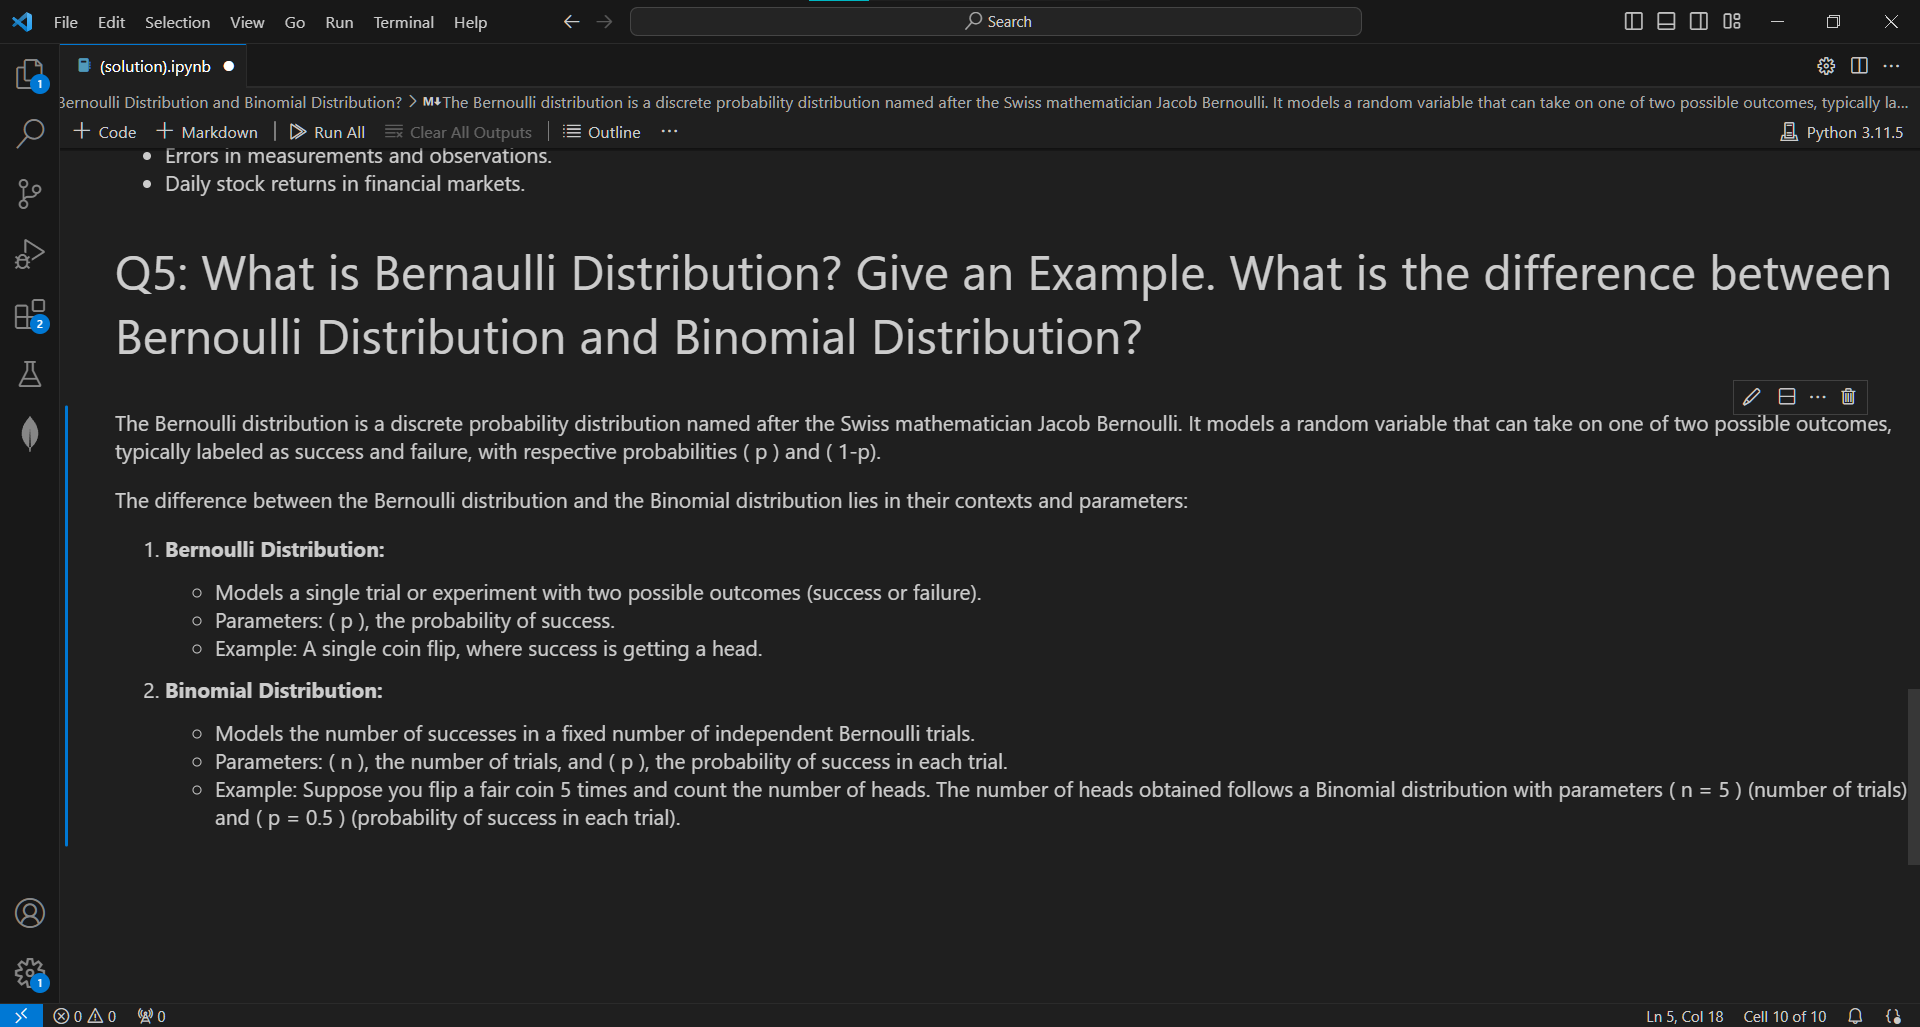 File Edit Selection View Go Run Terminal Help Search
(solution).ipynb
Bernoulli Distribution and Binomial Distribution? > M↓The Bernoulli distribution is a discrete probability distribution named after the Swiss mathematician Jacob Bernoulli. It models a random variable that can take on one of two possible outcomes, typically la...
+ Code + Markdown Run All Clear All Outputs Outline ... Python 3.11.5
1
2
1
• Errors in measurements and observations.
• Daily stock returns in financial markets.
Q5: What is Bernaulli Distribution? Give an Example. What is the difference between
Bernoulli Distribution and Binomial Distribution?
The Bernoulli distribution is a discrete probability distribution named after the Swiss mathematician Jacob Bernoulli. It models a random variable that can take on one of two possible outcomes,
typically labeled as success and failure, with respective probabilities ( p ) and ( 1-p).
The difference between the Bernoulli distribution and the Binomial distribution lies in their contexts and parameters:
1. Bernoulli Distribution:
○ Models a single trial or experiment with two possible outcomes (success or failure).
○ Parameters: ( p ), the probability of success.
○ Example: A single coin flip, where success is getting a head.
2. Binomial Distribution:
○ Models the number of successes in a fixed number of independent Bernoulli trials.
○ Parameters: ( n ), the number of trials, and ( p ), the probability of success in each trial.
○ Example: Suppose you flip a fair coin 5 times and count the number of heads. The number of heads obtained follows a Binomial distribution with parameters ( n = 5 ) (number of trials)
and ( p = 0.5 ) (probability of success in each trial).
0 0 0 Ln 5, Col 18 Cell 10 of 10